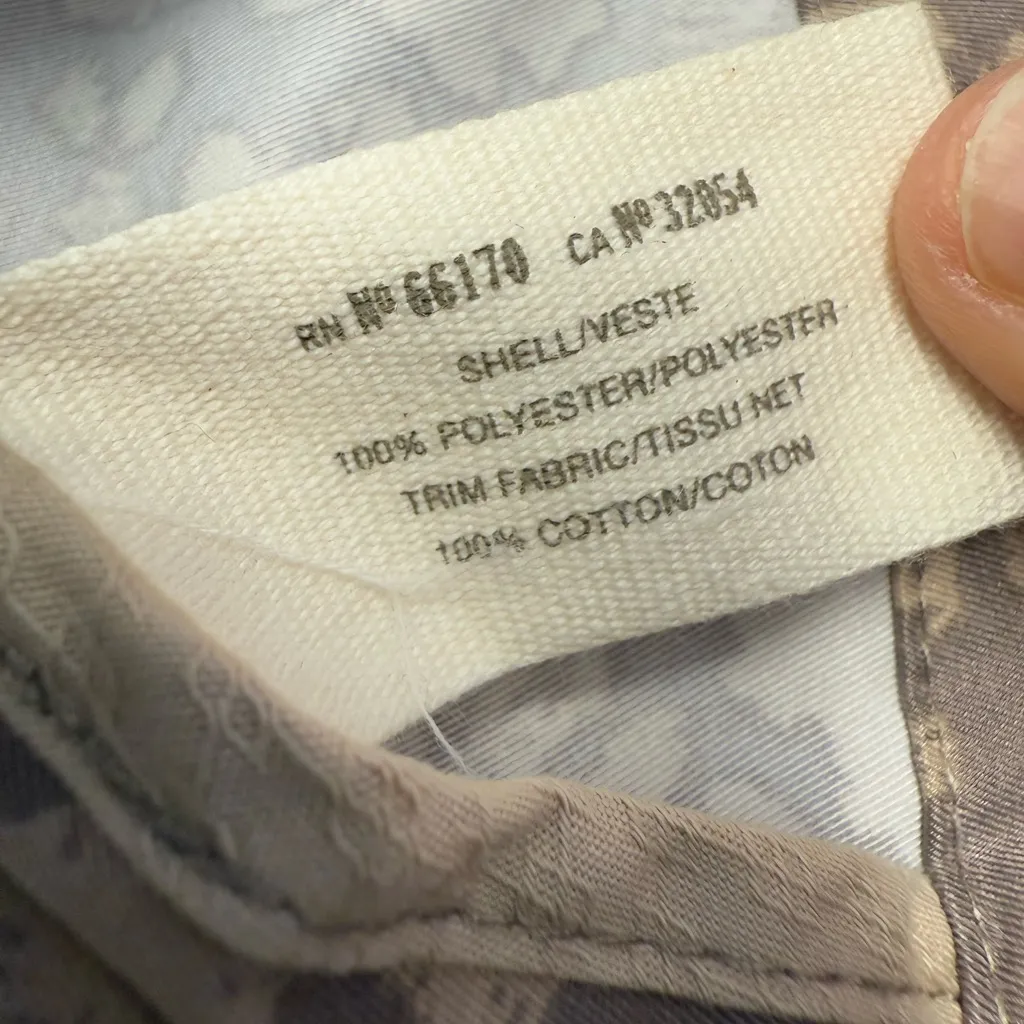 RN Nº 66170 CA Nº 32054
SHELL/VESTE
100% POLYESTER/POLYESTER
TRIM FABRIC/TISSU NET
100% COTTON/COTON